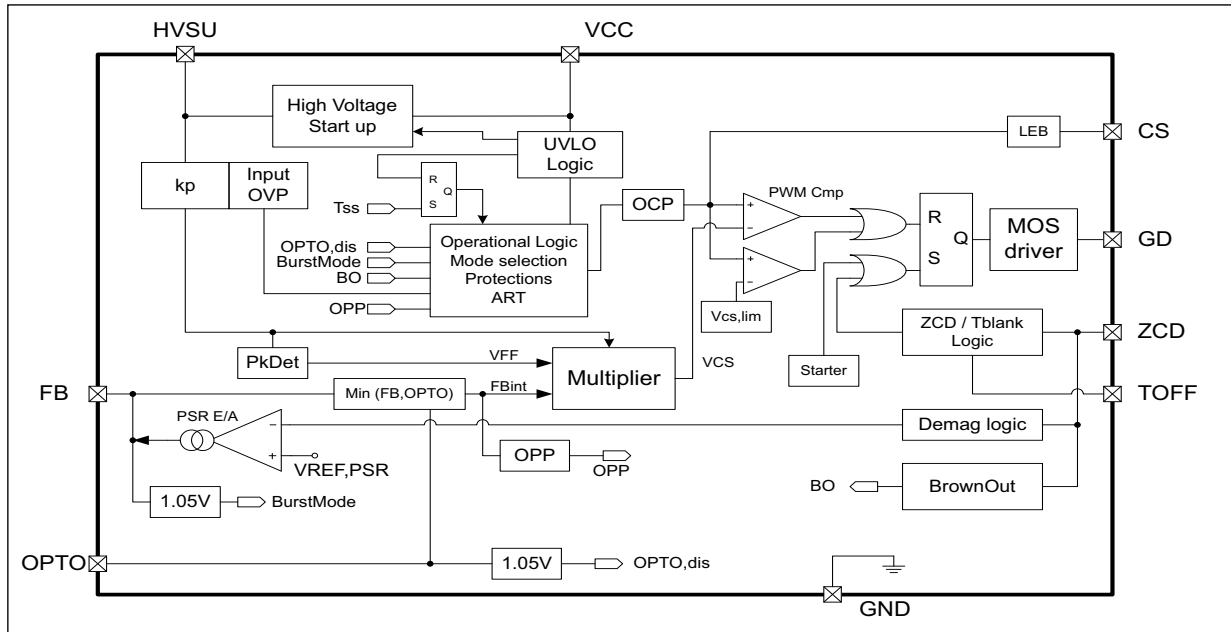 HVSU
VCC
High Voltage
Start up
UVLO
Logic
LEB
CS
kp
Input
OVP
R
Q
S
Tss
OCP
PWM Cmp
+
−
+
−
R
Q
S
MOS
driver
GD
OPTO,dis
BurstMode
BO
OPP
Operational Logic
Mode selection
Protections
ART
Vcs,lim
Starter
ZCD / Tblank
Logic
ZCD
PkDet
VFF
Multiplier
VCS
TOFF
FB
Min (FB,OPTO)
FBint
PSR E/A
−
+
VREF,PSR
OPP
OPP
Demag logic
1.05V
BurstMode
BO
BrownOut
OPTO
1.05V
OPTO,dis
GND